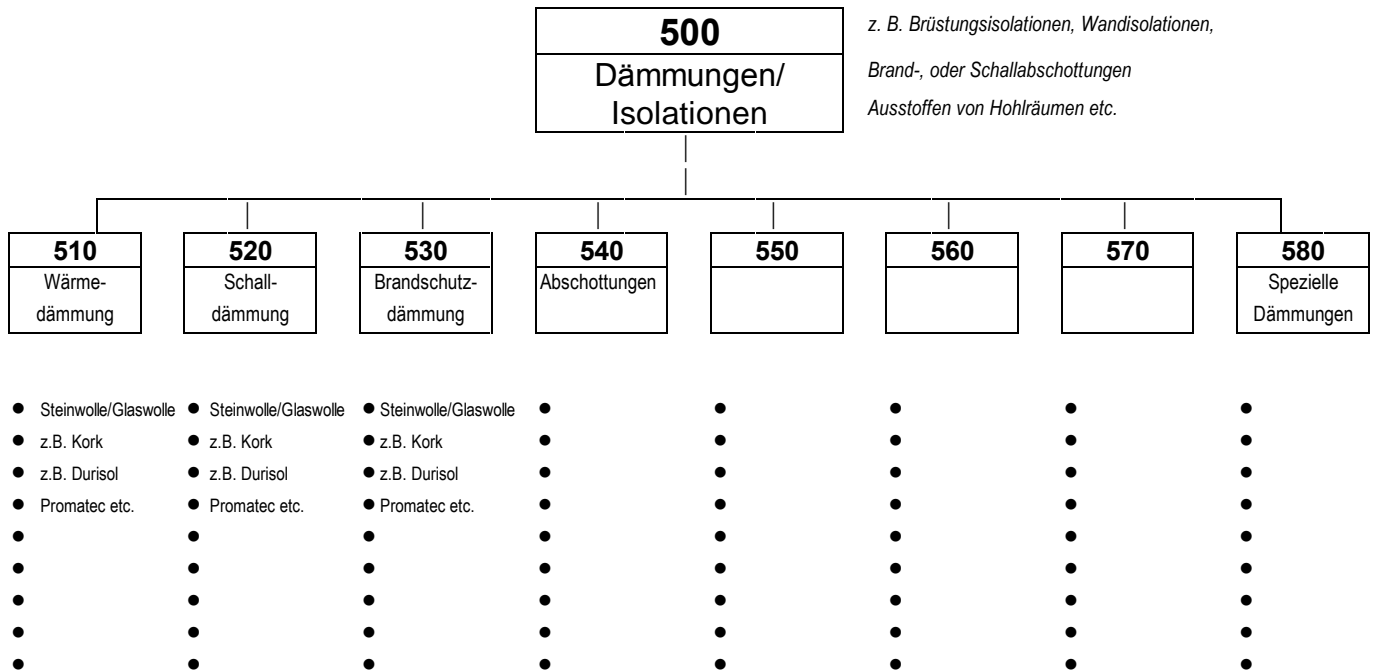 500
Dämmungen/
Isolationen
z. B. Brüstungsisolationen, Wandisolationen,
Brand-, oder Schallabschottungen
Ausstoffen von Hohlräumen etc.
510
Wärme-
dämmung
520
Schall-
dämmung
530
Brandschutz-
dämmung
540
Abschottungen
550
560
570
580
Spezielle
Dämmungen
● Steinwolle/Glaswolle
● z.B. Kork
● z.B. Durisol
● Promatec etc.
● Steinwolle/Glaswolle
● z.B. Kork
● z.B. Durisol
● Promatec etc.
● Steinwolle/Glaswolle
● z.B. Kork
● z.B. Durisol
● Promatec etc.